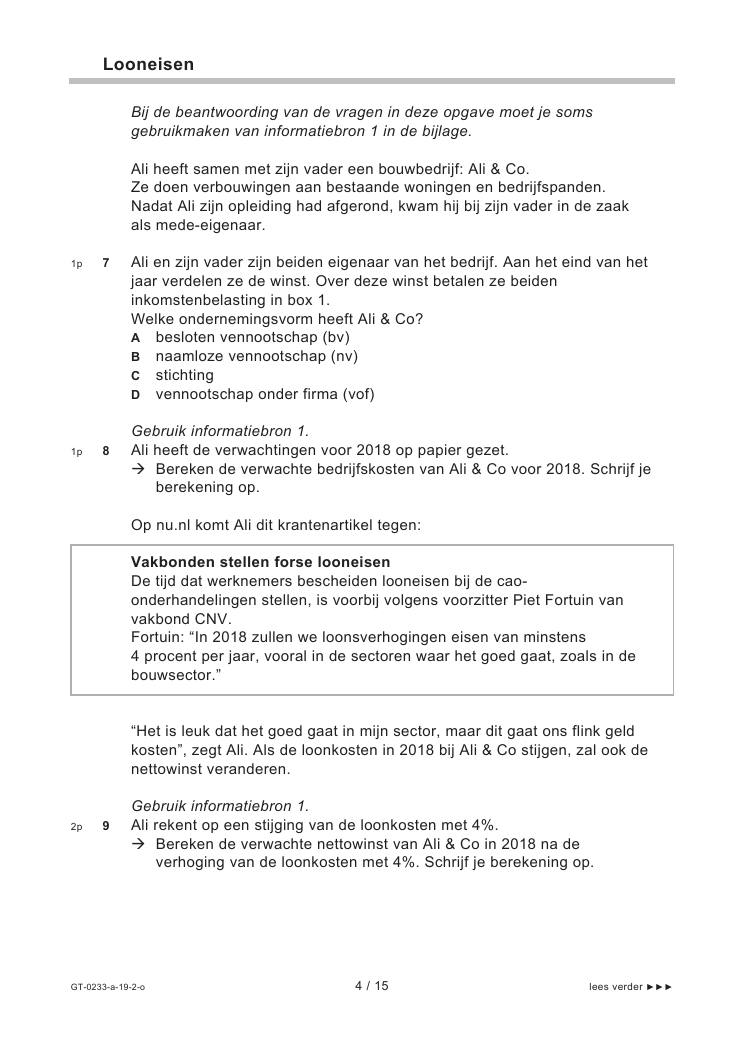 Looneisen
Bij de beantwoording van de vragen in deze opgave moet je soms
gebruikmaken van informatiebron 1 in de bijlage.
Ali heeft samen met zijn vader een bouwbedrijf: Ali & Co.
Ze doen verbouwingen aan bestaande woningen en bedrijfspanden.
Nadat Ali zijn opleiding had afgerond, kwam hij bij zijn vader in de zaak
als mede-eigenaar.
1p 7 Ali en zijn vader zijn beiden eigenaar van het bedrijf. Aan het eind van het
jaar verdelen ze de winst. Over deze winst betalen ze beiden
inkomstenbelasting in box 1.
Welke ondernemingsvorm heeft Ali & Co?
A besloten vennootschap (bv)
B naamloze vennootschap (nv)
C stichting
D vennootschap onder firma (vof)
Gebruik informatiebron 1.
1p 8 Ali heeft de verwachtingen voor 2018 op papier gezet.
→ Bereken de verwachte bedrijfskosten van Ali & Co voor 2018. Schrijf je
berekening op.
Op nu.nl komt Ali dit krantenartikel tegen:
Vakbonden stellen forse looneisen
De tijd dat werknemers bescheiden looneisen bij de cao-
onderhandelingen stellen, is voorbij volgens voorzitter Piet Fortuin van
vakbond CNV.
Fortuin: “In 2018 zullen we loonsverhogingen eisen van minstens
4 procent per jaar, vooral in de sectoren waar het goed gaat, zoals in de
bouwsector.”
“Het is leuk dat het goed gaat in mijn sector, maar dit gaat ons flink geld
kosten”, zegt Ali. Als de loonkosten in 2018 bij Ali & Co stijgen, zal ook de
nettowinst veranderen.
Gebruik informatiebron 1.
2p 9 Ali rekent op een stijging van de loonkosten met 4%.
→ Bereken de verwachte nettowinst van Ali & Co in 2018 na de
verhoging van de loonkosten met 4%. Schrijf je berekening op.
GT-0233-a-19-2-o 4 / 15 lees verder ►►►